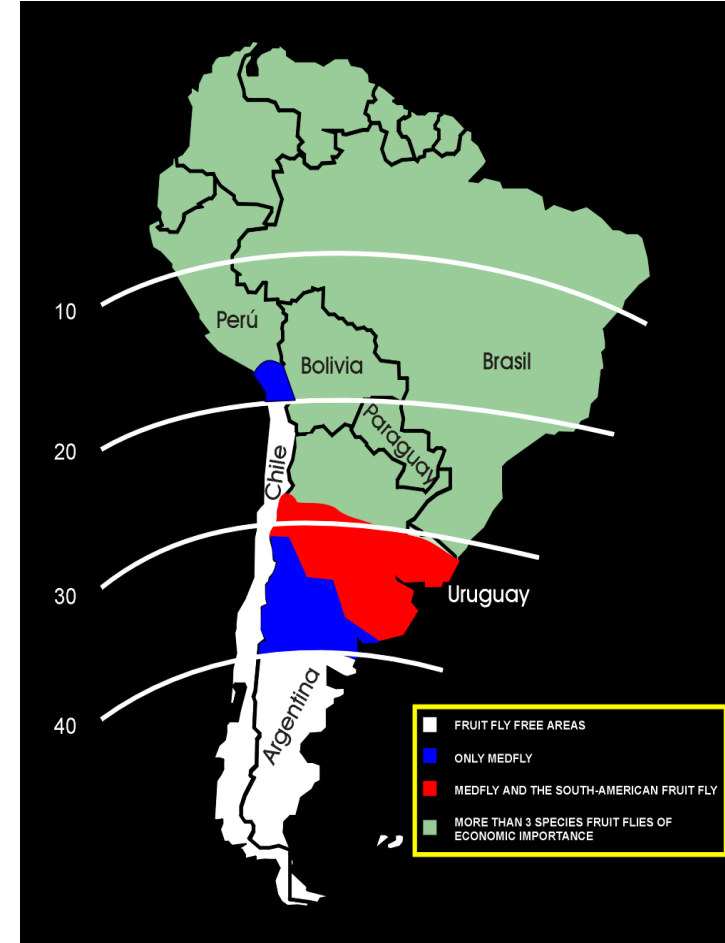 10
Perú
Bolivia
Brasil
Paraguay
20
Chile
30
Uruguay
40
Argentina
FRUIT FLY FREE AREAS
ONLY MEDFLY
MEDFLY AND THE SOUTH-AMERICAN FRUIT FLY
MORE THAN 3 SPECIES FRUIT FLIES OF
ECONOMIC IMPORTANCE